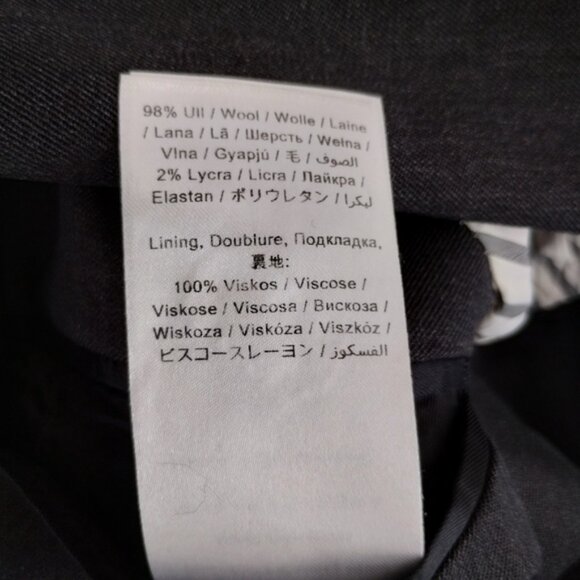 98% Ull / Wool / Wolle / Laine
/ Lana / Lã / Шерсть / Wełna /
Vlna / Gyapjú / 毛 / الصوف
2% Lycra / Licra / Лайкра /
Elastan / ポリウレタン / ليكرا
Lining, Doublure, Подкладка,
裏地:
100% Viskos / Viscose /
Viskose / Viscosa / Вискоза /
Wiskoza / Viskóza / Viszkóz /
ビスコースレーヨン / الفسكوز